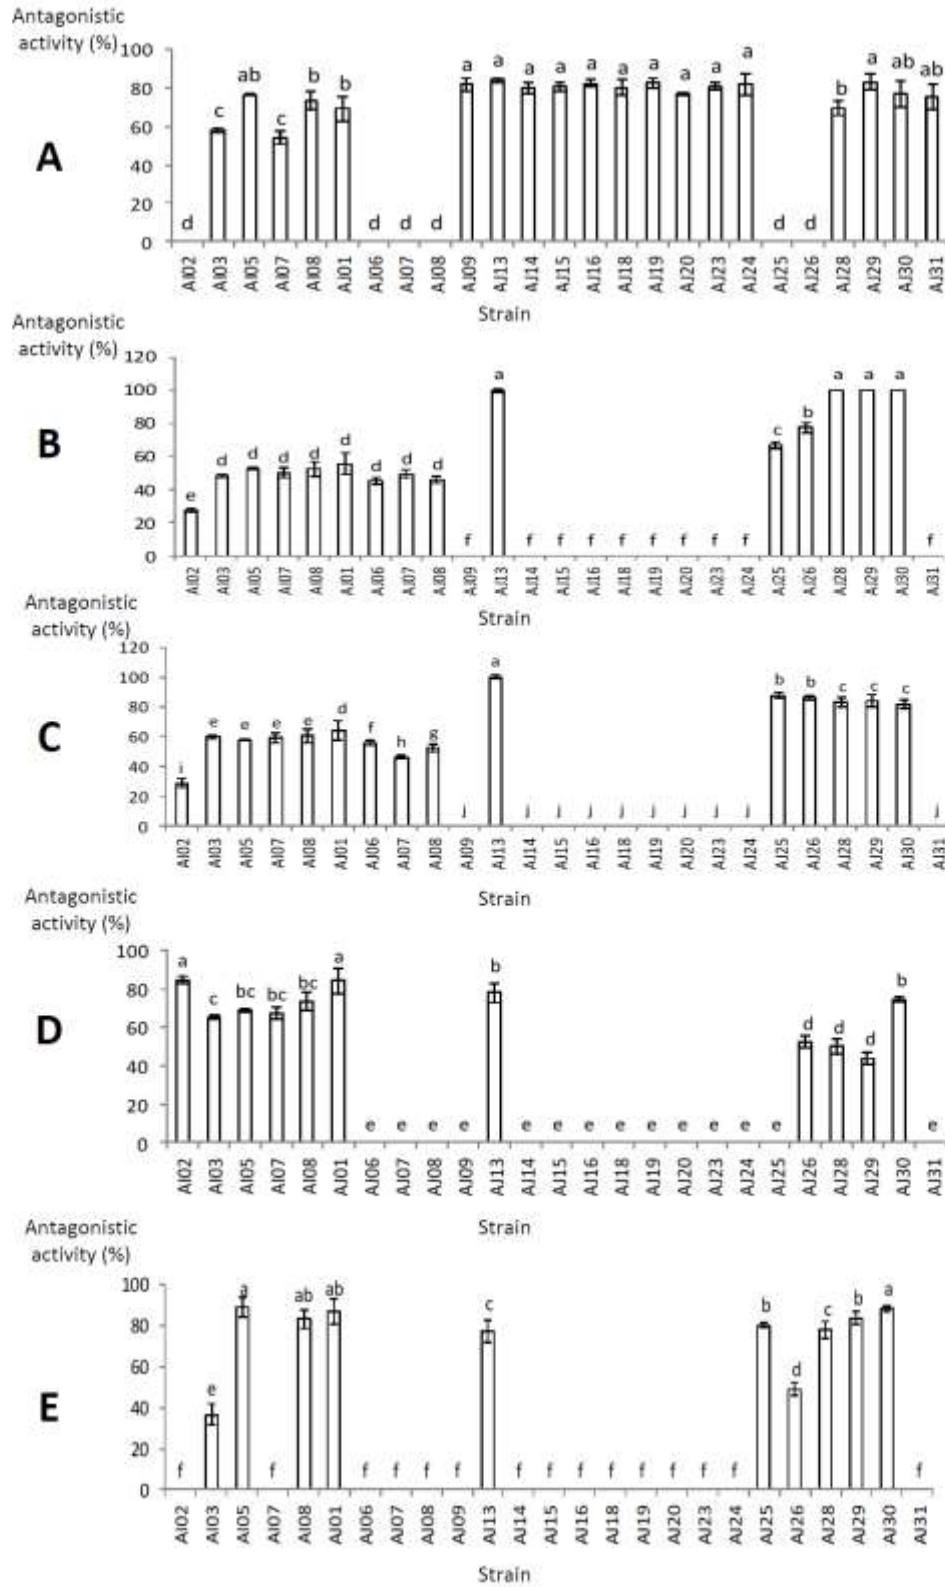 Antagonistic
activity (%)
A
100
80
60
40
20
0
d c ab c b b d d d a a a a a a a a a a d d b a ab ab
AI02 AI03 AI05 AI07 AI08 AJ01 AJ06 AJ07 AJ08 AJ09 AJ13 AJ14 AJ15 AJ16 AJ18 AJ19 AJ20 AJ23 AJ24 AJ25 AJ26 AJ28 AJ29 AJ30 AJ31
Strain
Antagonistic
activity (%)
B
120
100
80
60
40
20
0
e d d d d d d d d f a f f f f f f f f c b a a a f
AI02 AI03 AI05 AI07 AI08 AJ01 AJ06 AJ07 AJ08 AJ09 AJ13 AJ14 AJ15 AJ16 AJ18 AJ19 AJ20 AJ23 AJ24 AJ25 AJ26 AJ28 AJ29 AJ30 AJ31
Strain
Antagonistic
activity (%)
C
120
100
80
60
40
20
0
i e e e e d f h g j a j j j j j j j j b b c c c j
AI02 AI03 AI05 AI07 AI08 AJ01 AJ06 AJ07 AJ08 AJ09 AJ13 AJ14 AJ15 AJ16 AJ18 AJ19 AJ20 AJ23 AJ24 AJ25 AJ26 AJ28 AJ29 AJ30 AJ31
Strain
Antagonistic
activity (%)
D
100
80
60
40
20
0
a c bc bc bc a e e e e b e e e e e e e e e d d d b e
AI02 AI03 AI05 AI07 AI08 AJ01 AJ06 AJ07 AJ08 AJ09 AJ13 AJ14 AJ15 AJ16 AJ18 AJ19 AJ20 AJ23 AJ24 AJ25 AJ26 AJ28 AJ29 AJ30 AJ31
Strain
Antagonistic
activity (%)
E
100
80
60
40
20
0
f e a f ab ab f f f f c f f f f f f f f b d c b a f
AI02 AI03 AI05 AI07 AI08 AJ01 AJ06 AJ07 AJ08 AJ09 AJ13 AJ14 AJ15 AJ16 AJ18 AJ19 AJ20 AJ23 AJ24 AJ25 AJ26 AJ28 AJ29 AJ30 AJ31
Strain